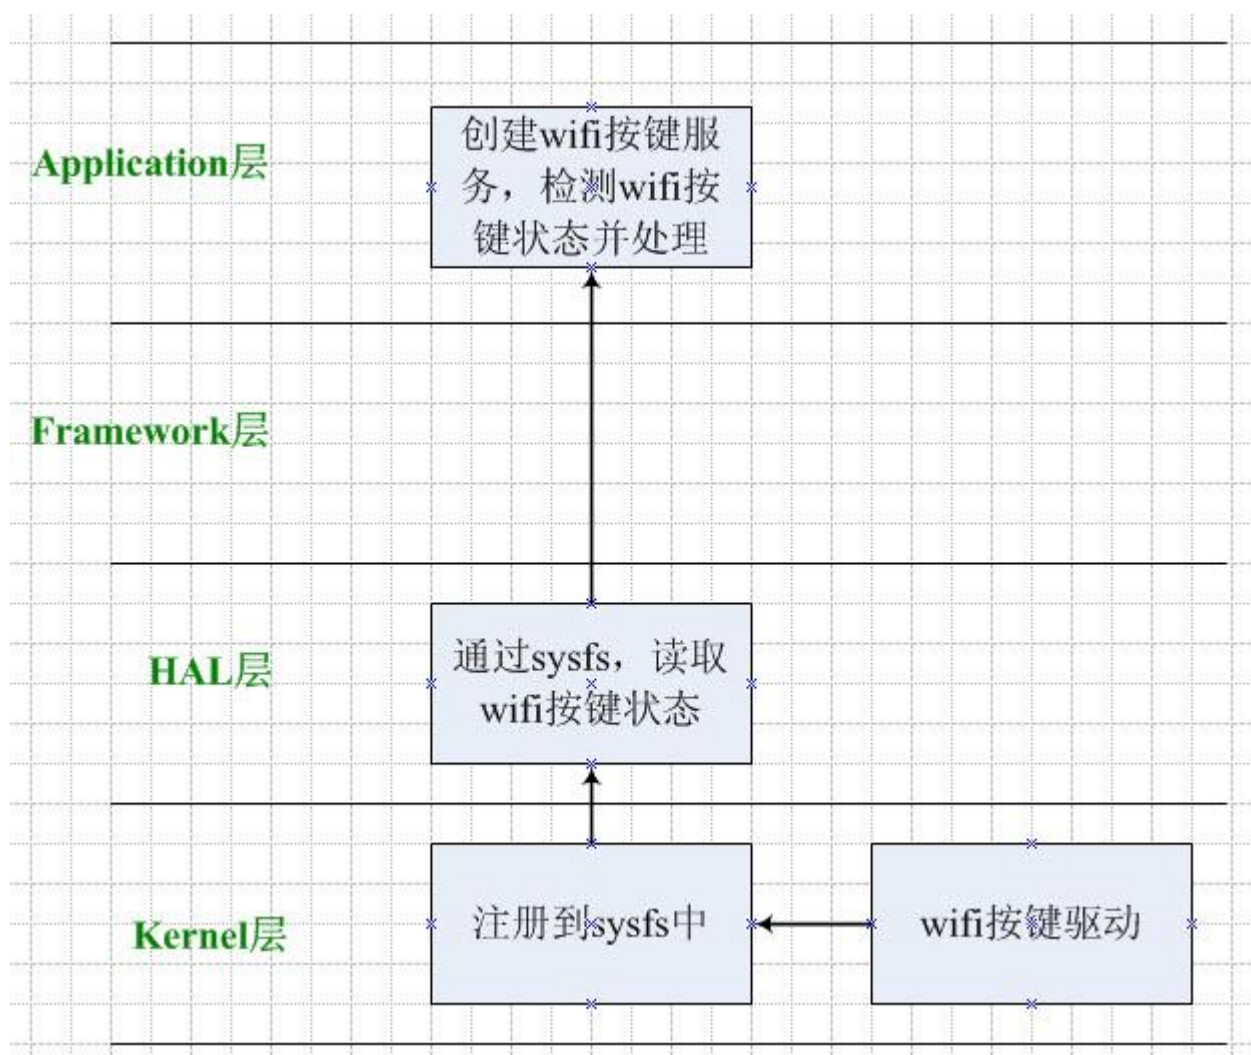 Application层
创建wifi按键服
务，检测wifi按
键状态并处理
Framework层
HAL层
通过sysfs，读取
wifi按键状态
Kernel层
注册到sysfs中
wifi按键驱动